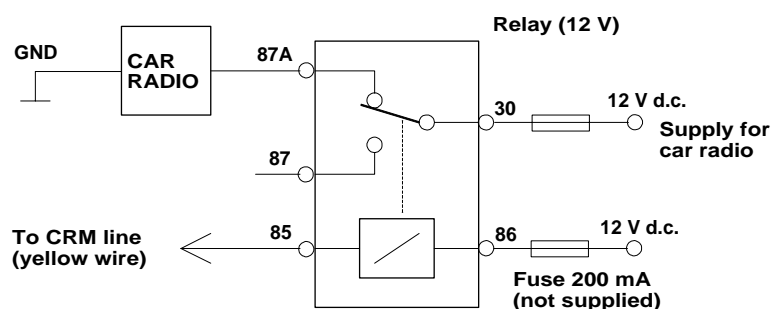 Relay (12 V)
GND
CAR
RADIO
87A
30
12 V d.c.
Supply for
car radio
87
To CRM line
(yellow wire)
85
86
12 V d.c.
Fuse 200 mA
(not supplied)